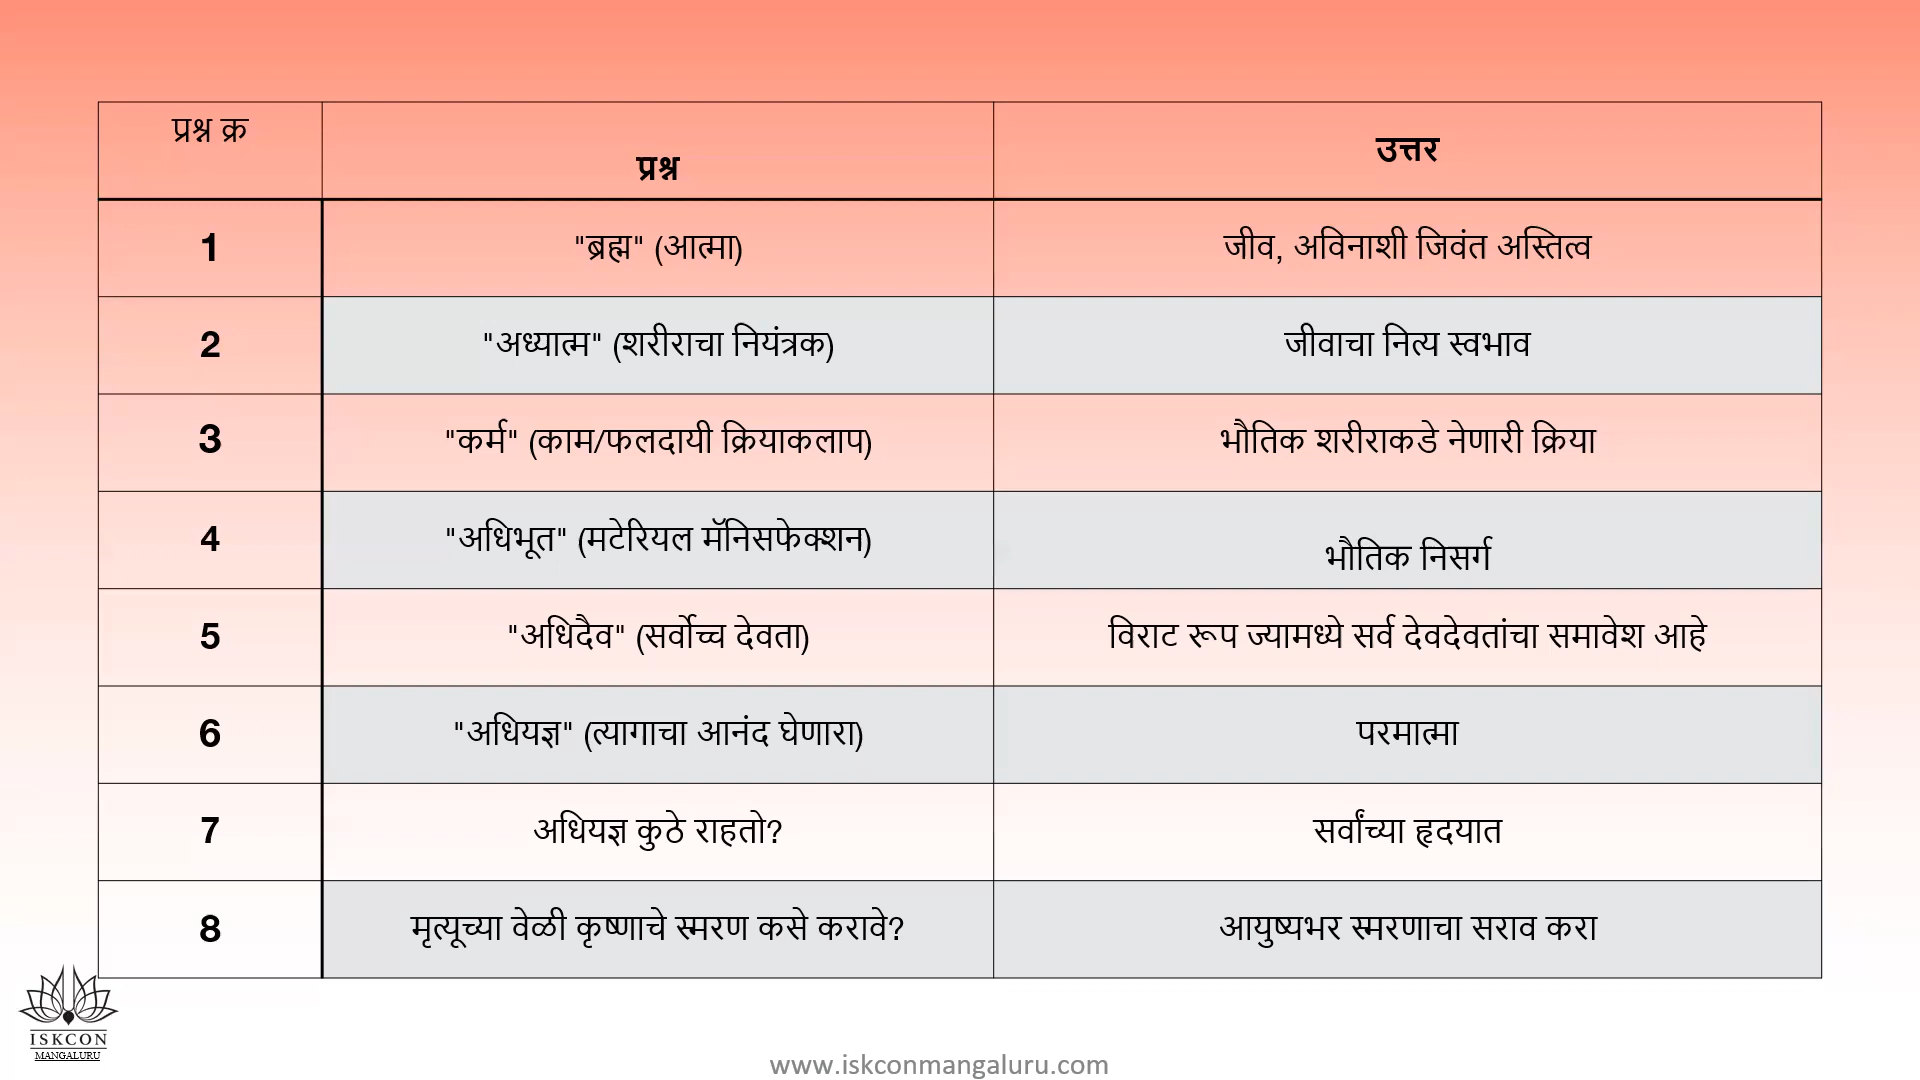 प्रश्न क्र
प्रश्न
उत्तर
1
"ब्रह्म" (आत्मा)
जीव, अविनाशी जिवंत अस्तित्व
2
"अध्यात्म" (शरीराचा नियंत्रक)
जीवाचा नित्य स्वभाव
3
"कर्म" (काम/फलदायी क्रियाकलाप)
भौतिक शरीराकडे नेणारी क्रिया
4
"अधिभूत" (मटेरियल मॅनिसफेक्शन)
भौतिक निसर्ग
5
"अधिदैव" (सर्वोच्च देवता)
विराट रूप ज्यामध्ये सर्व देवदेवतांचा समावेश आहे
6
"अधियज्ञ" (त्यागाचा आनंद घेणारा)
परमात्मा
7
अधियज्ञ कुठे राहतो?
सर्वांच्या हृदयात
8
मृत्यूच्या वेळी कृष्णाचे स्मरण कसे करावे?
आयुष्यभर स्मरणाचा सराव करा
ISKCON
MANGALURU
www.iskconmangaluru.com